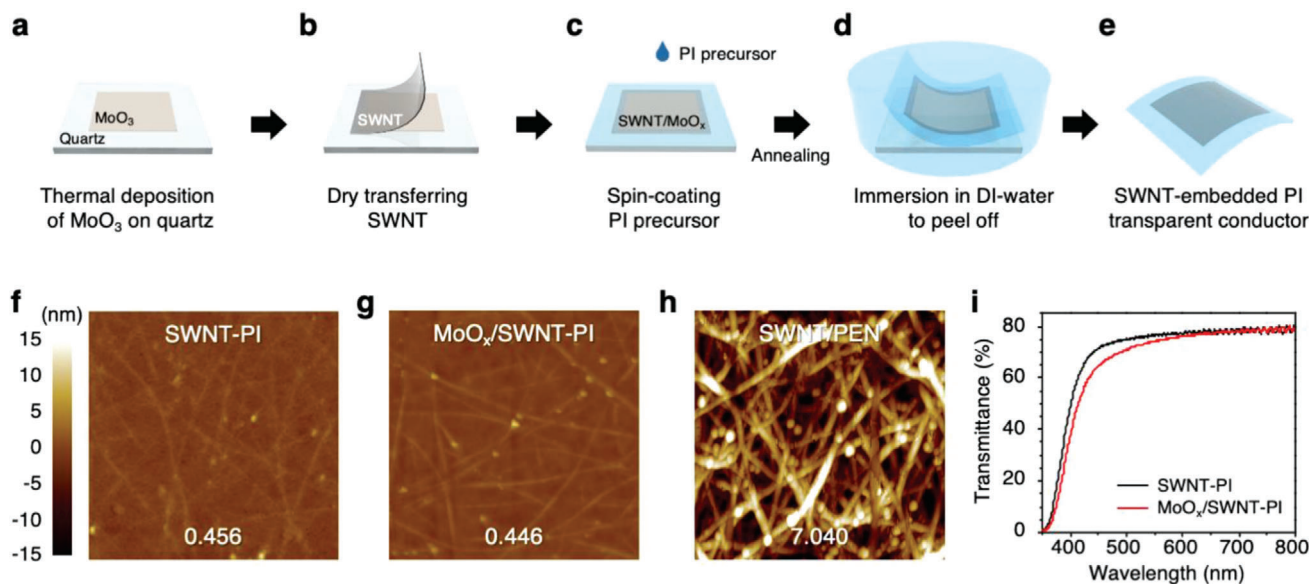 a
MoO₃
Quartz
Thermal deposition
of MoO₃ on quartz
b
SWNT
Dry transferring
SWNT
c
PI precursor
SWNT/MoOₓ
Spin-coating
PI precursor
Annealing
d
Immersion in DI-water
to peel off
e
SWNT-embedded PI
transparent conductor
f
(nm)
15
10
5
0
-5
-10
-15
SWNT-PI
0.456
g
MoOₓ/SWNT-PI
0.446
h
SWNT/PEN
7.040
i
Transmittance (%)
80
60
40
20
0
SWNT-PI
MoOₓ/SWNT-PI
400 500 600 700 800
Wavelength (nm)